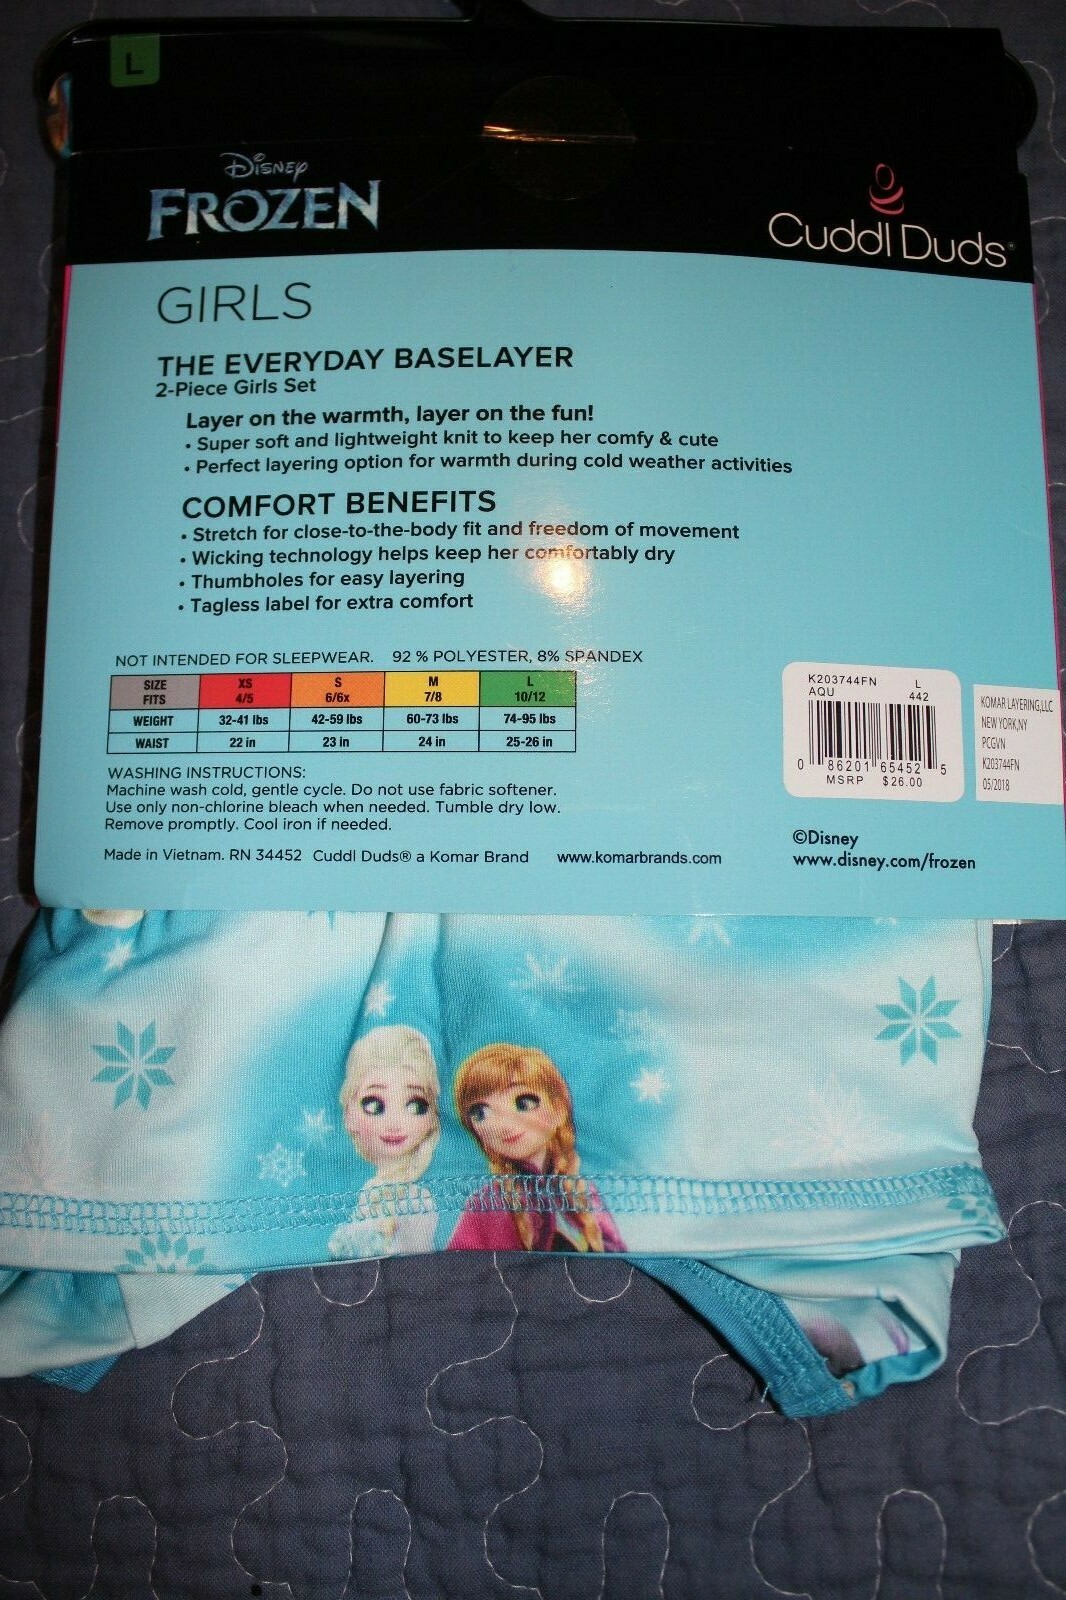 L
Disney
FROZEN
Cuddl Duds®
GIRLS
THE EVERYDAY BASELAYER
2-Piece Girls Set
Layer on the warmth, layer on the fun!
• Super soft and lightweight knit to keep her comfy & cute
• Perfect layering option for warmth during cold weather activities
COMFORT BENEFITS
• Stretch for close-to-the-body fit and freedom of movement
• Wicking technology helps keep her comfortably dry
• Thumbholes for easy layering
• Tagless label for extra comfort
NOT INTENDED FOR SLEEPWEAR. 92 % POLYESTER, 8% SPANDEX
SIZE XS S M L
FITS 4/5 6/6x 7/8 10/12
WEIGHT 32-41 lbs 42-59 lbs 60-73 lbs 74-95 lbs
WAIST 22 in 23 in 24 in 25-26 in
WASHING INSTRUCTIONS:
Machine wash cold, gentle cycle. Do not use fabric softener.
Use only non-chlorine bleach when needed. Tumble dry low.
Remove promptly. Cool iron if needed.
Made in Vietnam. RN 34452 Cuddl Duds® a Komar Brand www.komarbrands.com
K203744FN L
AQU 442
0 86201 65452 5
MSRP $26.00
KOMAR LAYERING,LLC
NEW YORK,NY
PCGVN
K203744FN
05/2018
©Disney
www.disney.com/frozen